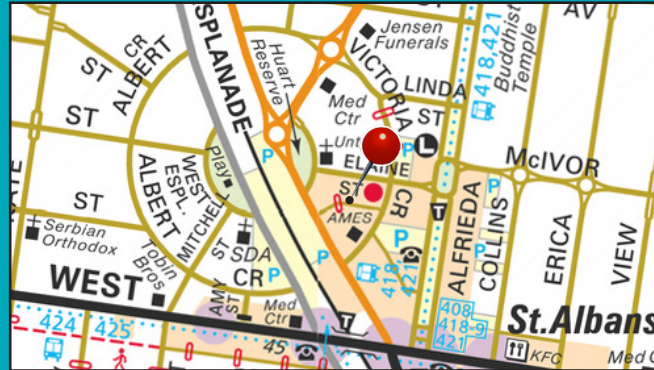 AV
Jensen
Funerals
418,421
Buddhist
Temple
CR
ALBERT
ST
ESPLANADE
Huart
Reserve
VICTORIA
CR
LINDA
ST
Med
Ctr
ST
P
Unt
P
L
ELAINE
ST
McIVOR
Play
WEST
ESPL.
ALBERT
MITCHELL
ST
ST
AMES
T
P
ALFRIEDA
COLLINS
ERICA
VIEW
Serbian
Orthodox
Tobin
Bros
SDA
CR
P
P
P
P
418
421
WEST
AMY
ST
Med
Ctr
T
408
418-9
421
St.Albans
424
425
45
KFC
Med C